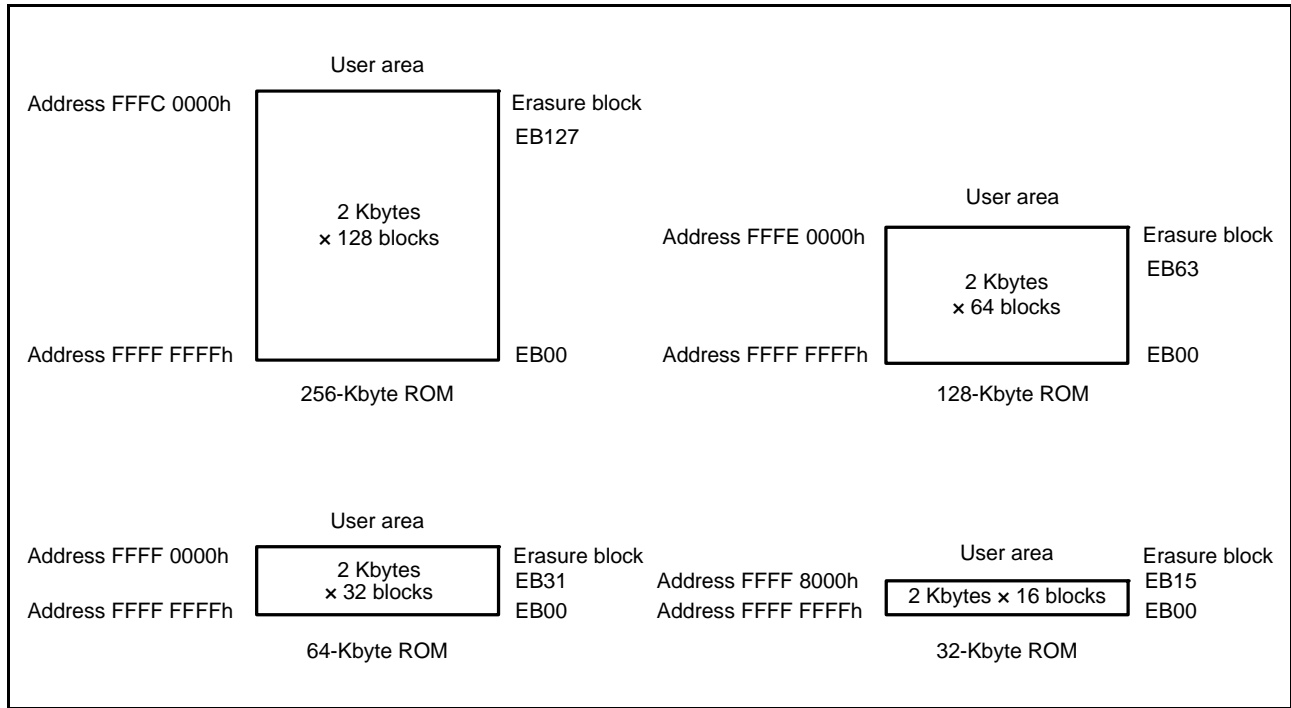 User area
Address FFFC 0000h
Erasure block
EB127
2 Kbytes
× 128 blocks
Address FFFF FFFFh
EB00
256-Kbyte ROM
User area
Address FFFE 0000h
Erasure block
EB63
2 Kbytes
× 64 blocks
Address FFFF FFFFh
EB00
128-Kbyte ROM
User area
Address FFFF 0000h
Erasure block
EB31
2 Kbytes
× 32 blocks
Address FFFF FFFFh
EB00
64-Kbyte ROM
User area
Erasure block
Address FFFF 8000h
EB15
2 Kbytes × 16 blocks
Address FFFF FFFFh
EB00
32-Kbyte ROM